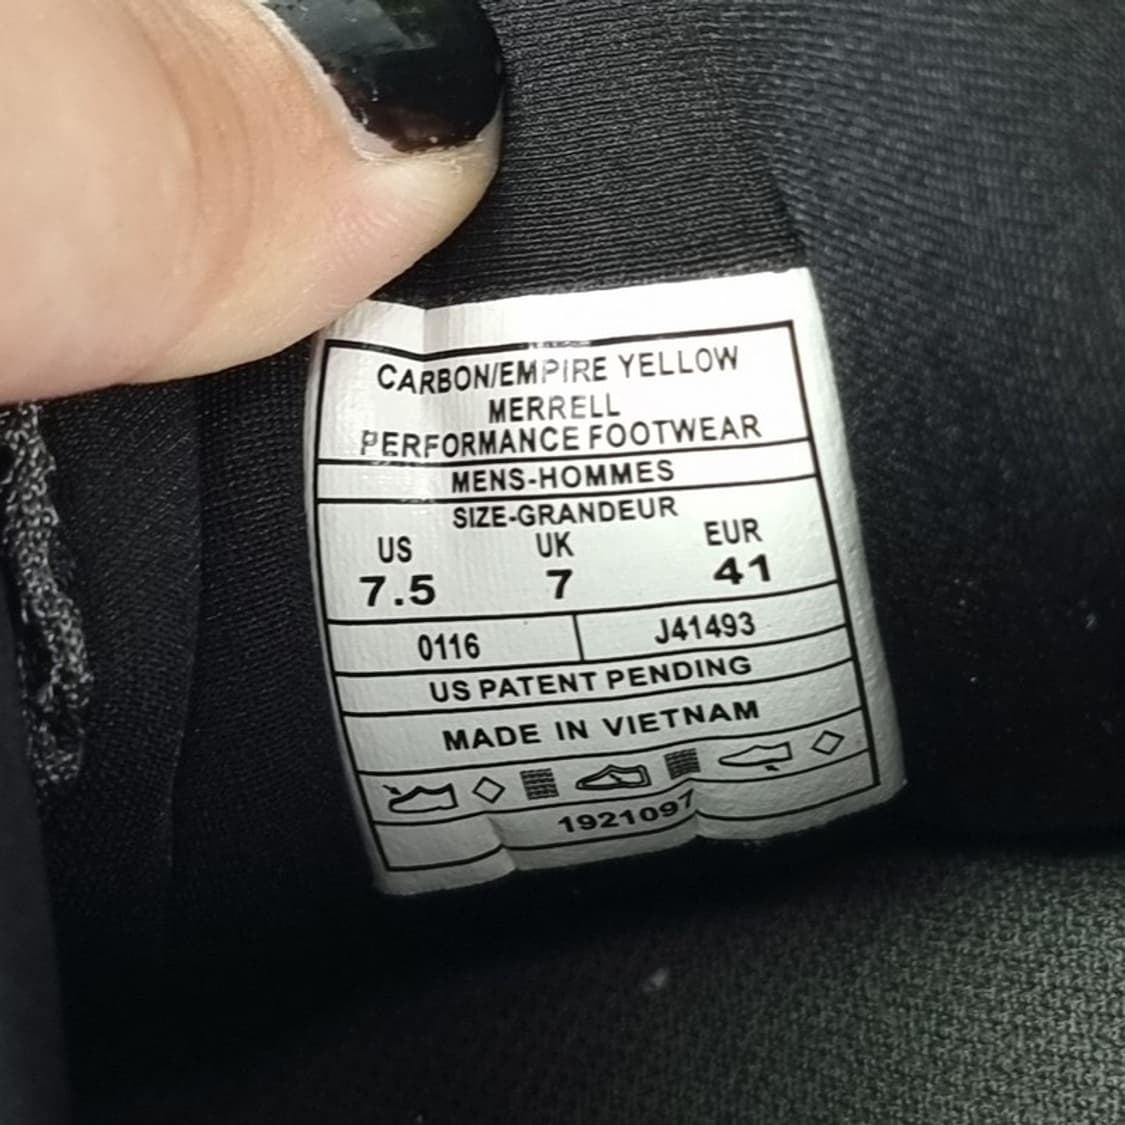 CARBON/EMPIRE YELLOW
MERRELL
PERFORMANCE FOOTWEAR
MENS-HOMMES
SIZE-GRANDEUR
US UK EUR
7.5 7 41
0116 J41493
US PATENT PENDING
MADE IN VIETNAM
1921097